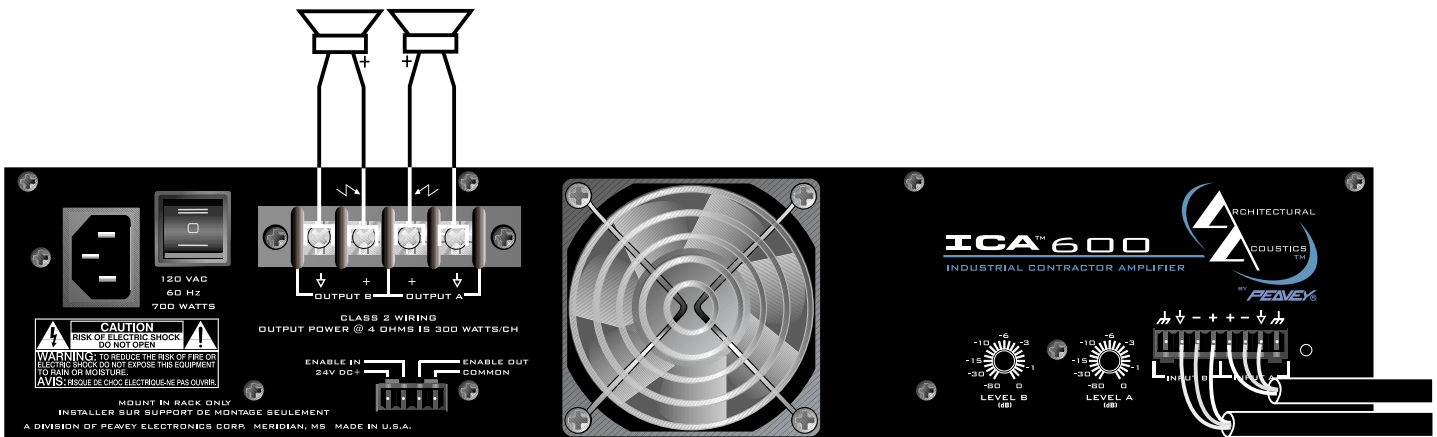 + +
120 VAC
60 Hz
700 WATTS
+ +
OUTPUT B OUTPUT A
CLASS 2 WIRING
OUTPUT POWER @ 4 OHMS IS 300 WATTS/CH
CAUTION
RISK OF ELECTRIC SHOCK
DO NOT OPEN
WARNING: TO REDUCE THE RISK OF FIRE OR
ELECTRIC SHOCK DO NOT EXPOSE THIS EQUIPMENT
TO RAIN OR MOISTURE.
AVIS: RISQUE DE CHOC ELECTRIQUE-NE PAS OUVRIR.
ENABLE IN ENABLE OUT
24V DC+ COMMON
MOUNT IN RACK ONLY
INSTALLER SUR SUPPORT DE MONTAGE SEULEMENT
A DIVISION OF PEAVEY ELECTRONICS CORP. MERIDIAN, MS MADE IN U.S.A.
ICA™ 600
INDUSTRIAL CONTRACTOR AMPLIFIER
ARCHITECTURAL
ACOUSTICS
TM
BY
PEAVEY®
-6
-10 -3
-15
-30 -1
-80 0
LEVEL B
(dB)
-6
-10 -3
-15
-30 -1
-80 0
LEVEL A
(dB)
- + + -
INPUT B INPUT A